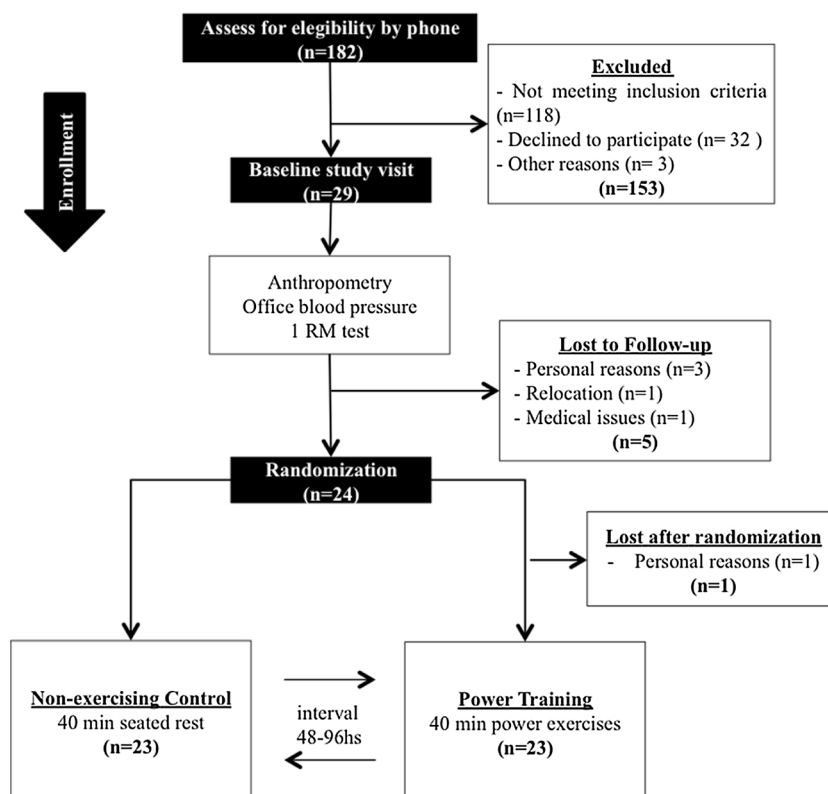 Assess for elegibility by phone
(n=182)
Excluded
- Not meeting inclusion criteria
(n=118)
- Declined to participate (n= 32 )
- Other reasons (n= 3)
(n=153)
Enrollment
Baseline study visit
(n=29)
Anthropometry
Office blood pressure
1 RM test
Lost to Follow-up
- Personal reasons (n=3)
- Relocation (n=1)
- Medical issues (n=1)
(n=5)
Randomization
(n=24)
Lost after randomization
- Personal reasons (n=1)
(n=1)
Non-exercising Control
40 min seated rest
(n=23)
interval
48-96hs
Power Training
40 min power exercises
(n=23)